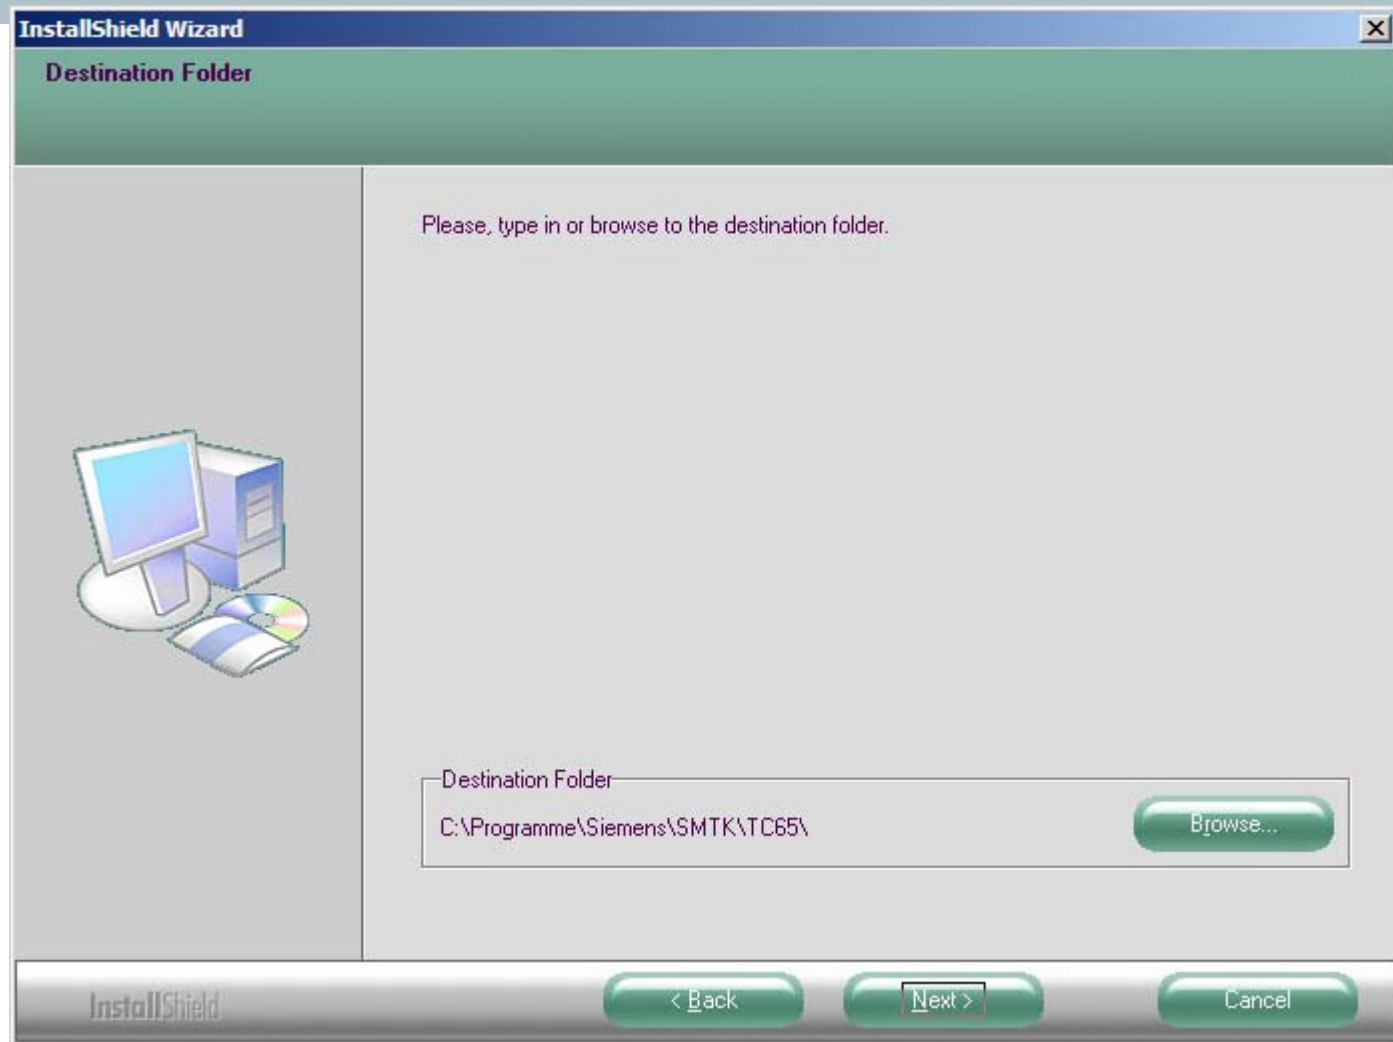 InstallShield Wizard
Destination Folder
Please, type in or browse to the destination folder.
Destination Folder
C:\Programme\Siemens\SMTK\TC65\
Browse...
InstallShield
< Back
Next >
Cancel